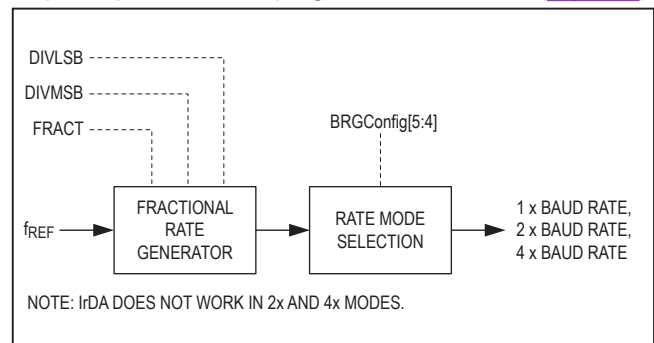 DIVLSB
DIVMSB
FRACT
BRGConfig[5:4]
fREF
FRACTIONAL
RATE
GENERATOR
RATE MODE
SELECTION
1 x BAUD RATE,
2 x BAUD RATE,
4 x BAUD RATE
NOTE: IrDA DOES NOT WORK IN 2x AND 4x MODES.